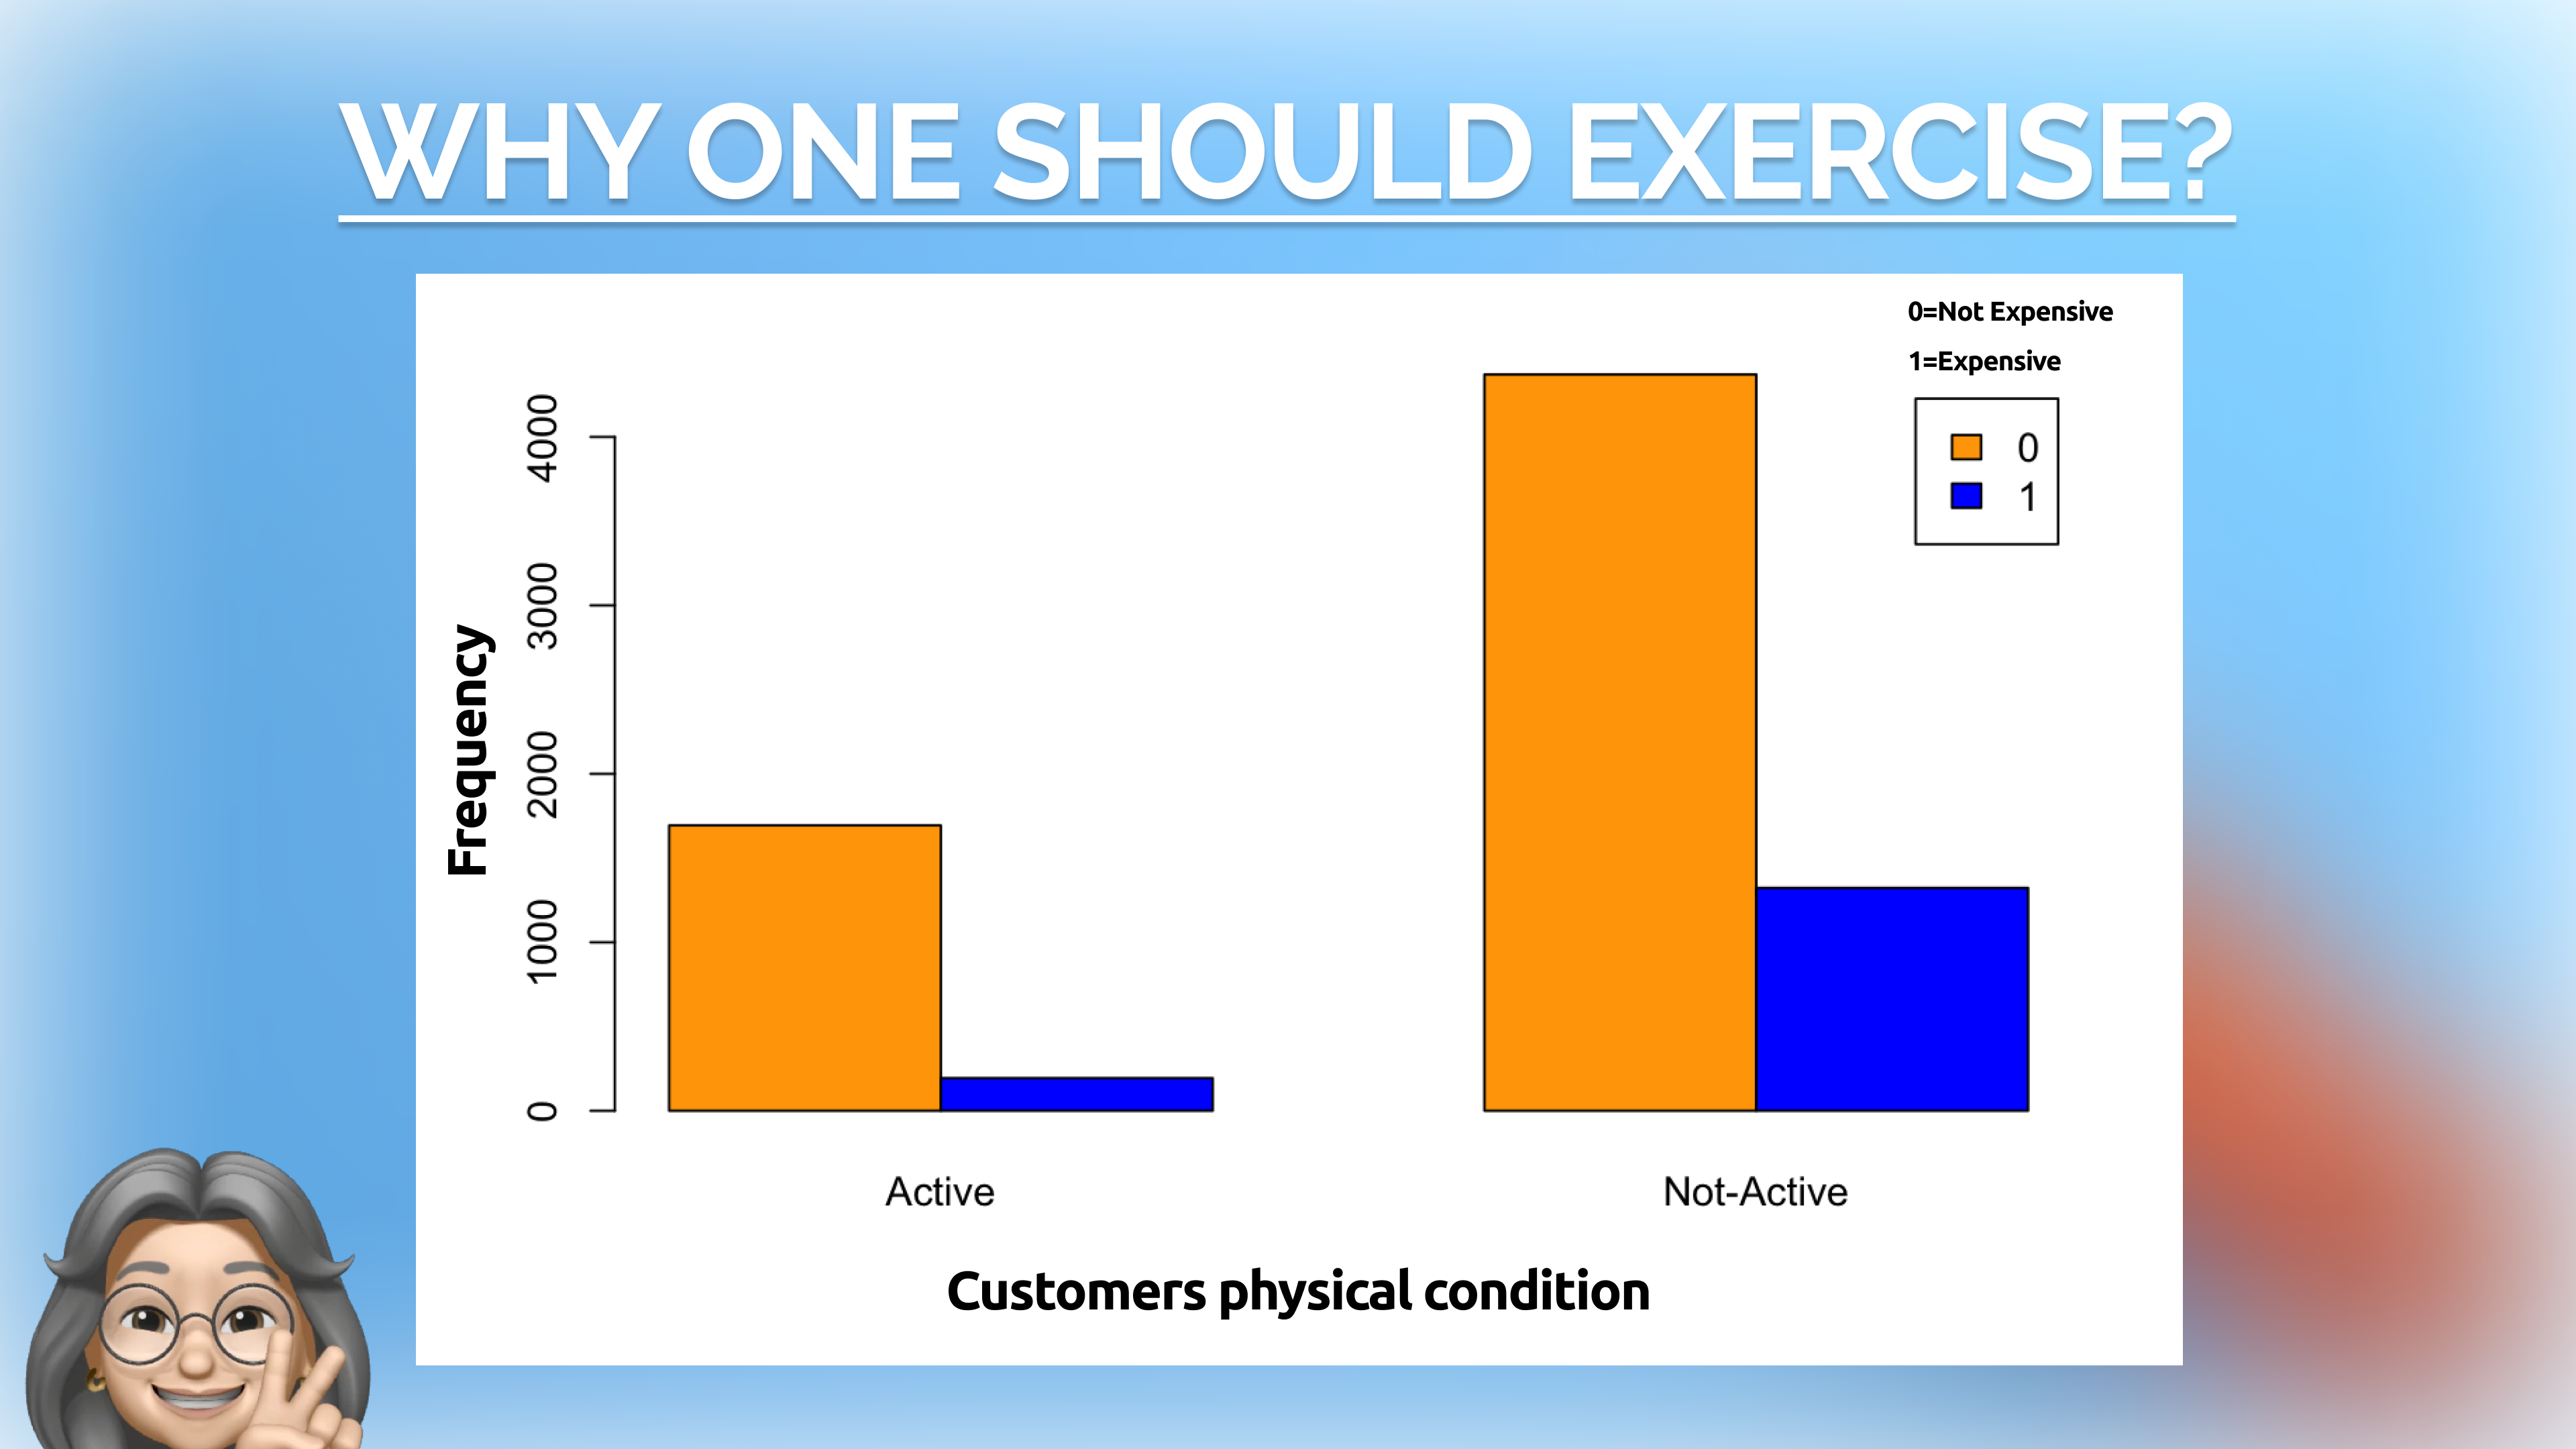 WHY ONE SHOULD EXERCISE?
0=Not Expensive
1=Expensive
0
1
Frequency
4000
3000
2000
1000
0
Active
Not-Active
Customers physical condition